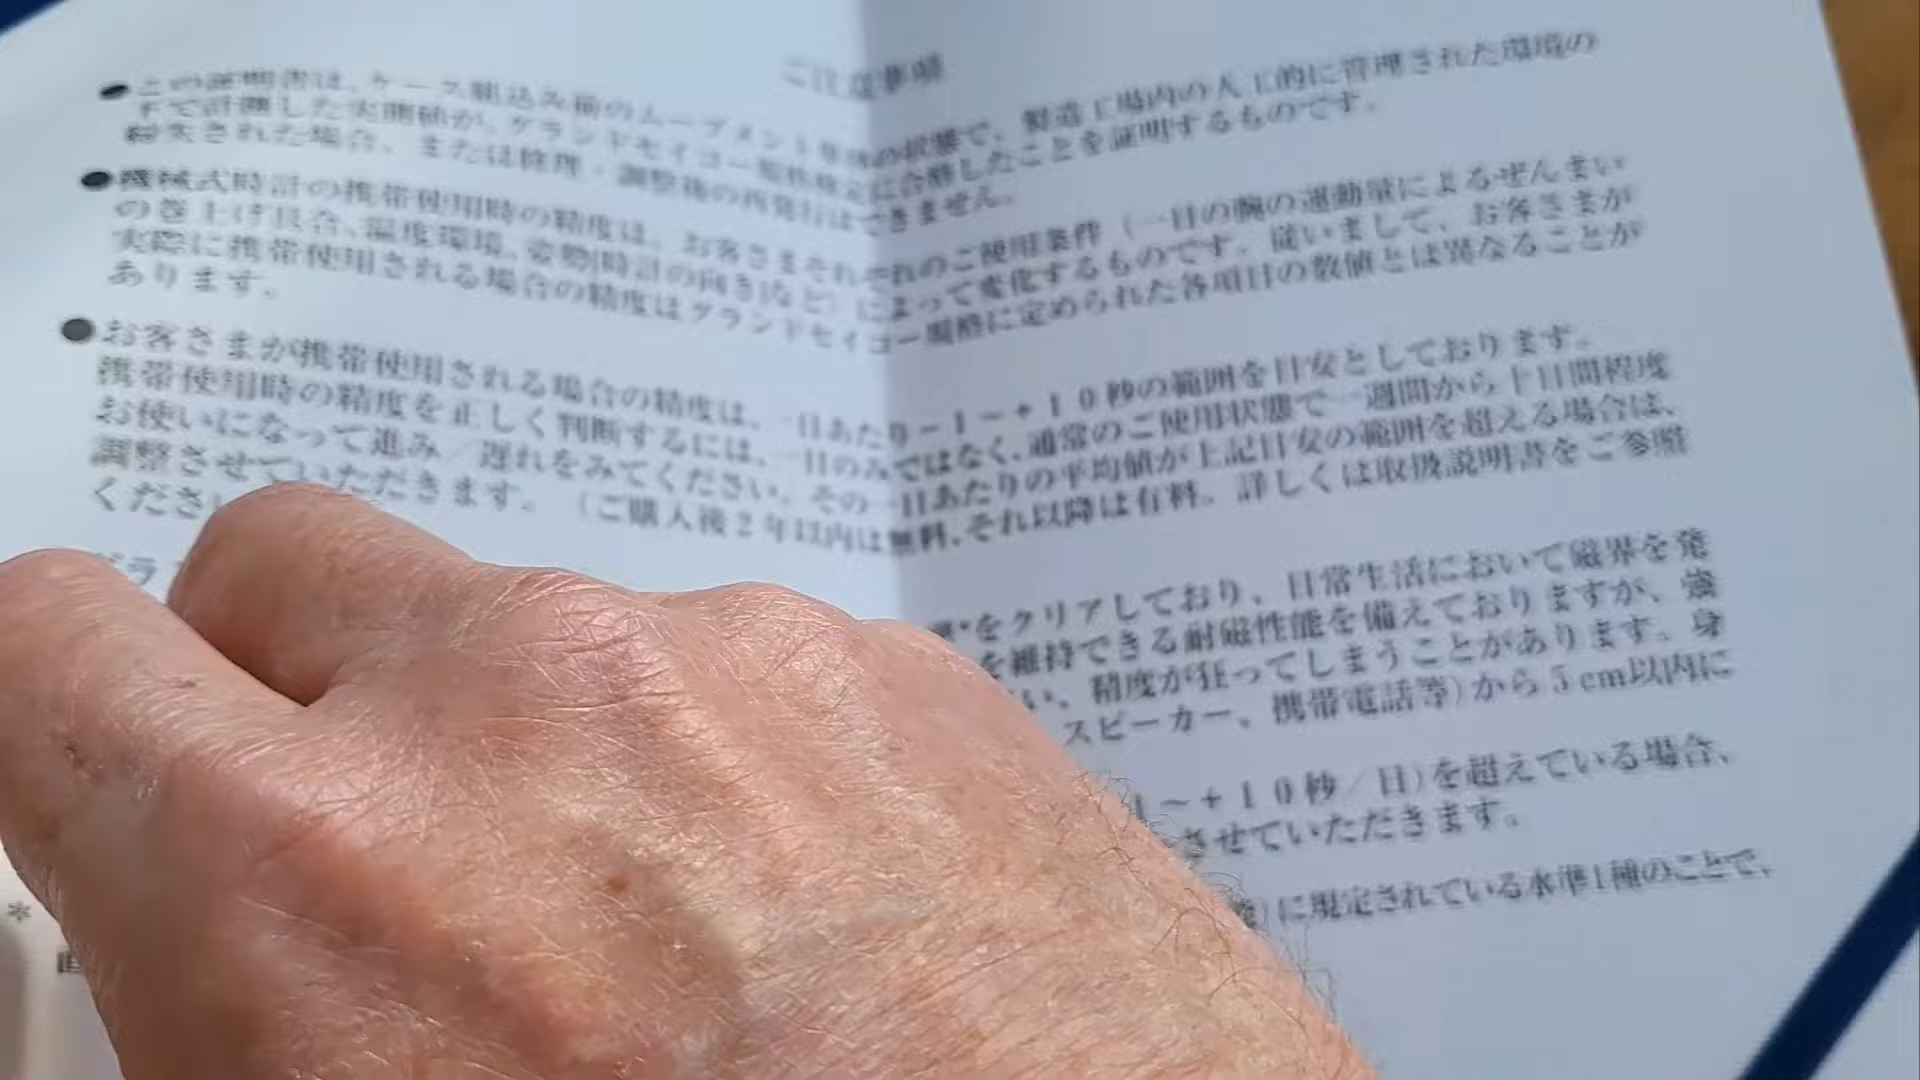 ご注意事項
●この証明書は、ケース組込み前のムーブメント単体の状態で、製造工場内の人工的に管理された環境の
下で計測した実測値が、グランドセイコー規格検定に合格したことを証明するものです。
紛失された場合、または修理・調整後の再発行はできません。
●機械式時計の携帯使用時の精度は、お客さまそれぞれのご使用条件（一日の腕の運動量によるぜんまい
の巻上げ具合、温度環境、姿勢[時計の向き]など）によって変化するものです。従いまして、お客さまが
実際に携帯使用される場合の精度はグランドセイコー規格に定められた各項目の数値とは異なることが
あります。
●お客さまが携帯使用される場合の精度は、一日あたり－１～＋１０秒の範囲を目安としております。
携帯使用時の精度を正しく判断するには、一日のみではなく、通常のご使用状態で一週間から十日間程度
お使いになって進み／遅れをみてください。その一日あたりの平均値が上記目安の範囲を超える場合は、
調整させていただきます。（ご購入後２年以内は無料、それ以降は有料。詳しくは取扱説明書をご参照
くださ
グラ
*をクリアしており、日常生活において磁界を発
を維持できる耐磁性能を備えておりますが、強
い、精度が狂ってしまうことがあります。身
スピーカー、携帯電話等)から5cm以内に
１～＋１０秒／日)を超えている場合、
させていただきます。
*
)に規定されている水準1種のことで、
直